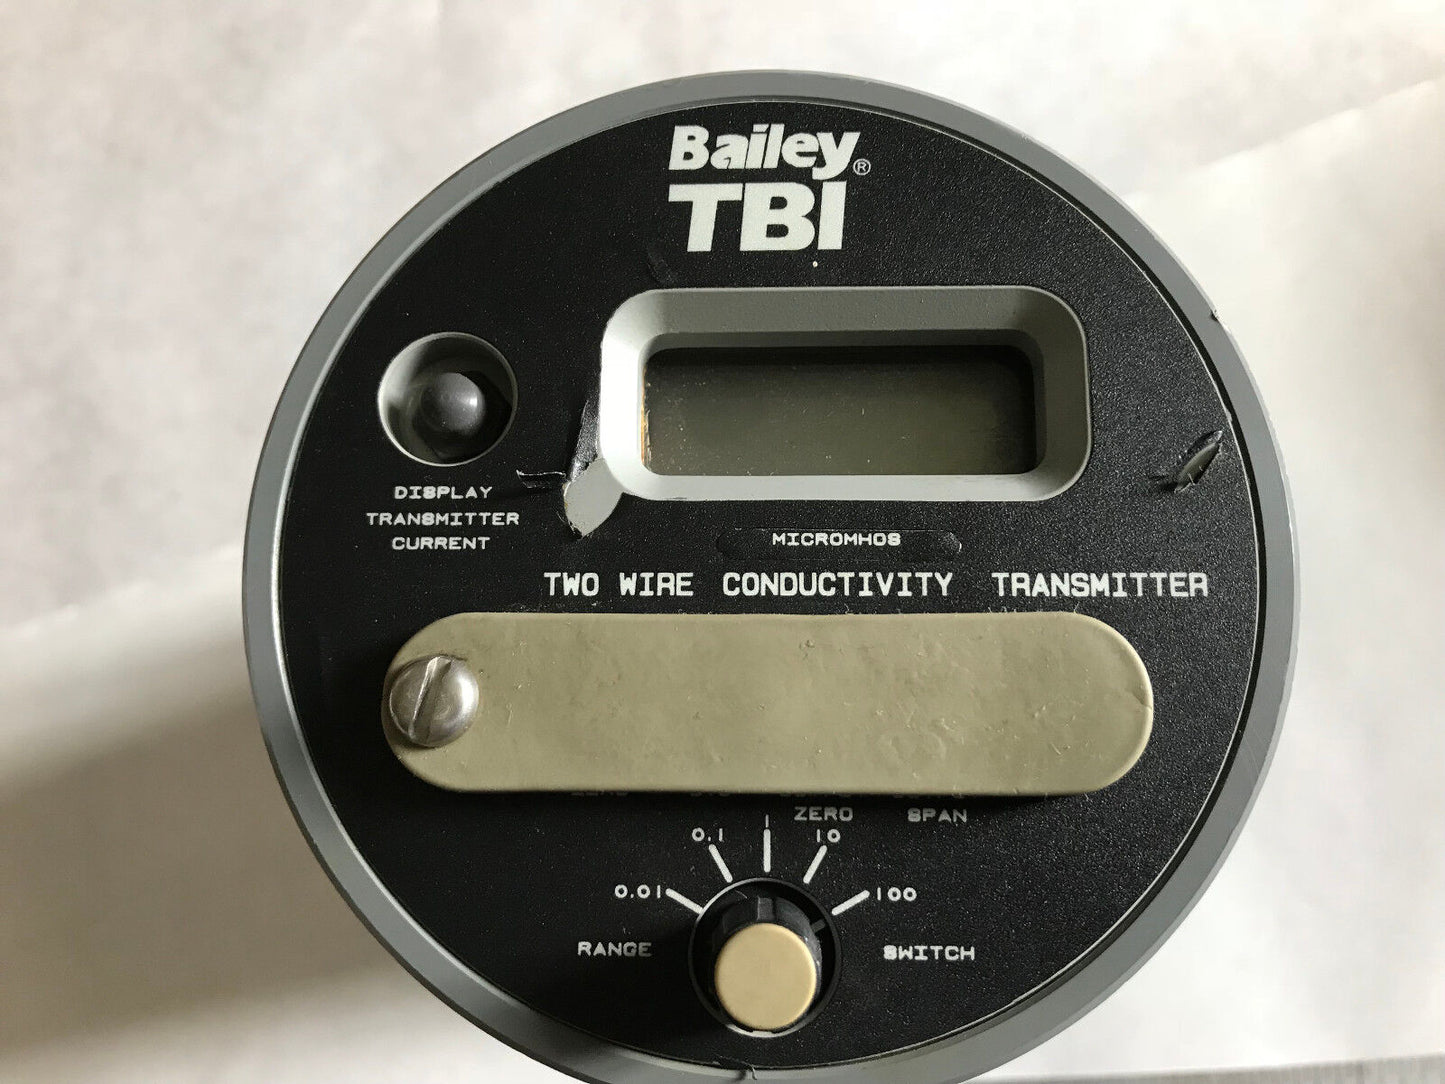 Bailey®
TBI
DISPLAY
TRANSMITTER
CURRENT
MICROMHOS
TWO WIRE CONDUCTIVITY TRANSMITTER
ZERO SPAN
0.01 0.1 1 10 100
RANGE SWITCH